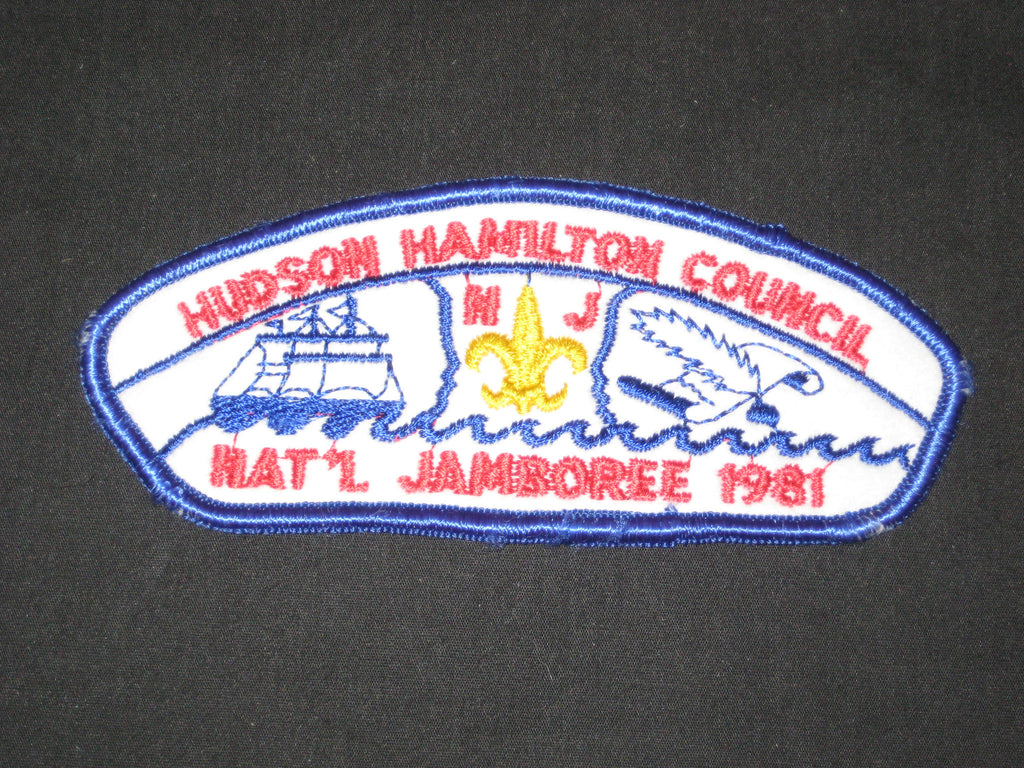 HUDSON HAMILTON COUNCIL
N J
NAT'L JAMBOREE 1981